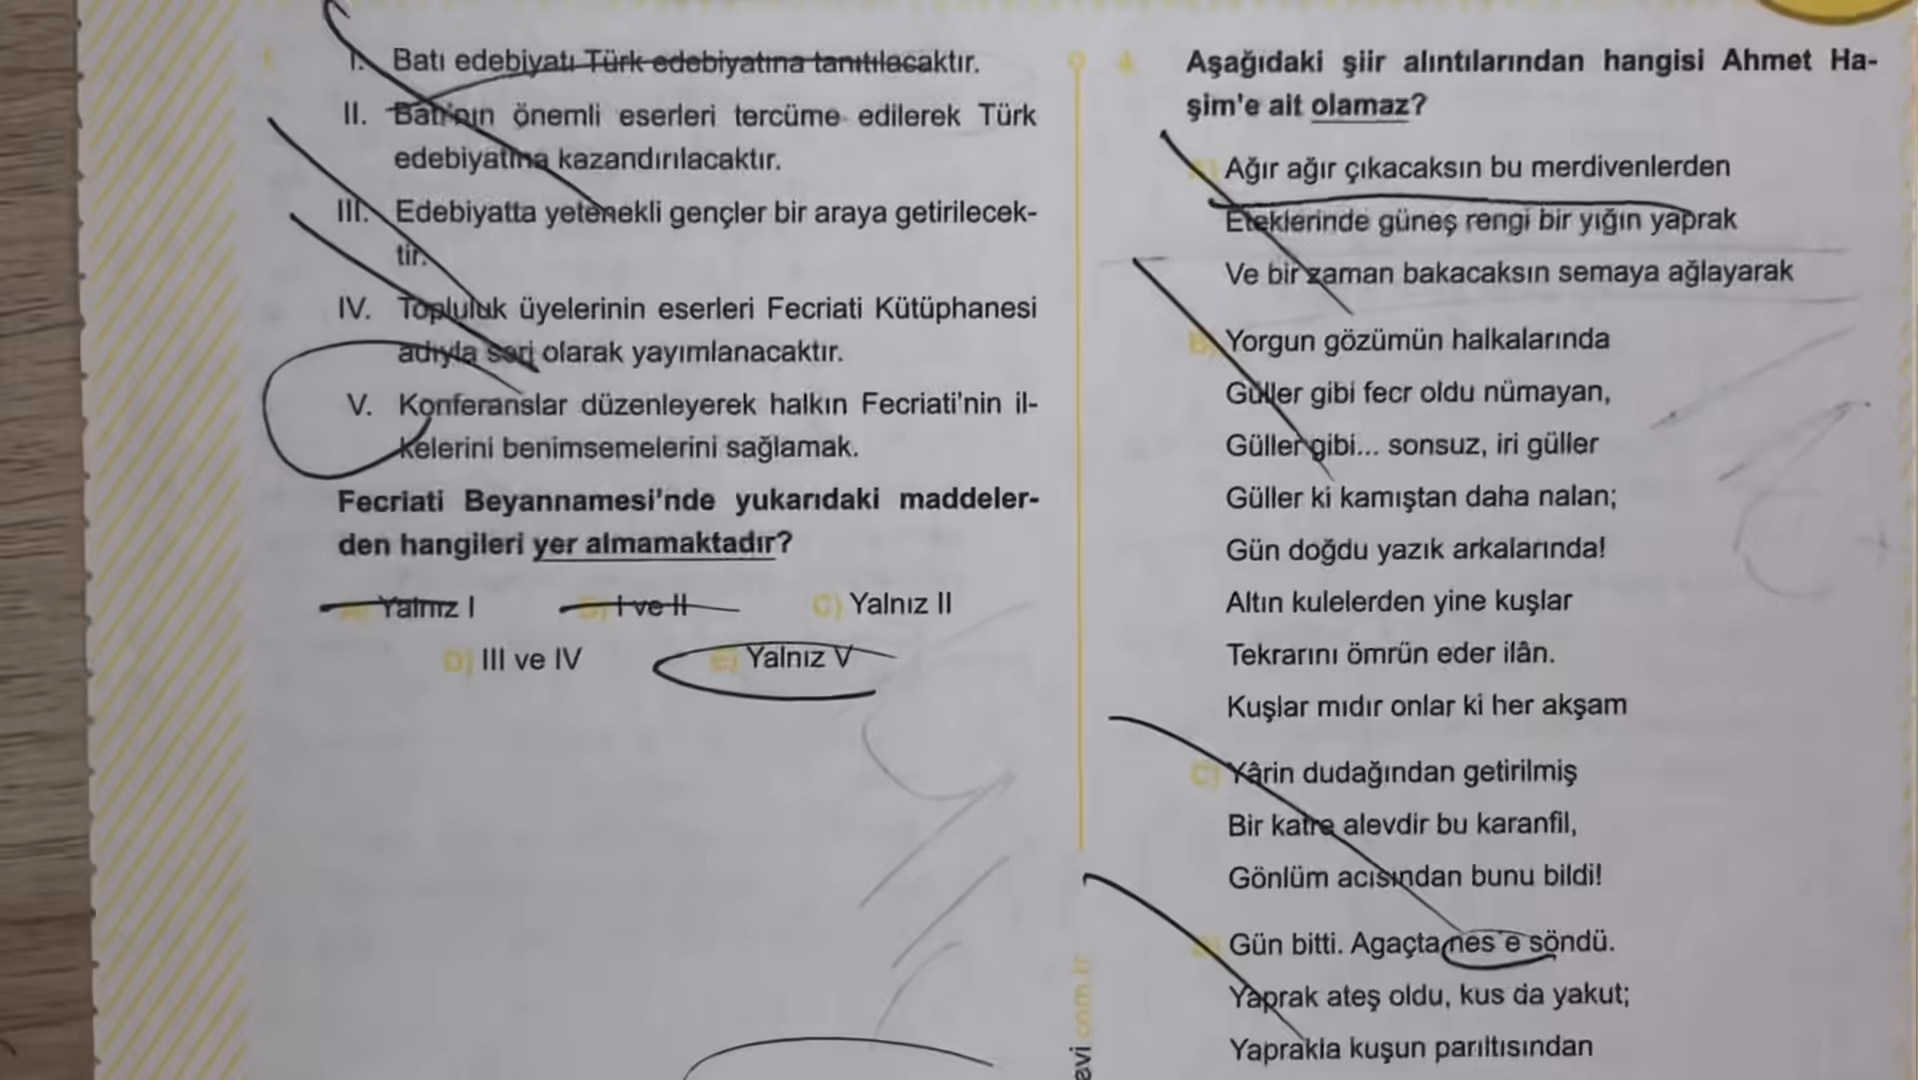 1.
I. Batı edebiyatı Türk edebiyatına tanıtılacaktır.
II. Batı'nın önemli eserleri tercüme edilerek Türk
edebiyatına kazandırılacaktır.
III. Edebiyatta yetenekli gençler bir araya getirilecek-
tir.
IV. Topluluk üyelerinin eserleri Fecriati Kütüphanesi
adıyla seri olarak yayımlanacaktır.
V. Konferanslar düzenleyerek halkın Fecriati'nin il-
kelerini benimsemelerini sağlamak.
Fecriati Beyannamesi'nde yukarıdaki maddeler-
den hangileri yer almamaktadır?
A) Yalnız I B) I ve II C) Yalnız II
D) III ve IV E) Yalnız V
4. Aşağıdaki şiir alıntılarından hangisi Ahmet Ha-
şim'e ait olamaz?
A) Ağır ağır çıkacaksın bu merdivenlerden
Eteklerinde güneş rengi bir yığın yaprak
Ve bir zaman bakacaksın semaya ağlayarak
B) Yorgun gözümün halkalarında
Güller gibi fecr oldu nümayan,
Güller gibi... sonsuz, iri güller
Güller ki kamıştan daha nalan;
Gün doğdu yazık arkalarında!
Altın kulelerden yine kuşlar
Tekrarını ömrün eder ilân.
Kuşlar mıdır onlar ki her akşam
C) Yârin dudağından getirilmiş
Bir katre alevdir bu karanfil,
Gönlüm acısından bunu bildi!
D) Gün bitti. Agaçta neş'e söndü.
Yaprak ateş oldu, kus da yakut;
Yaprakla kuşun parıltısından
evi.com.tr